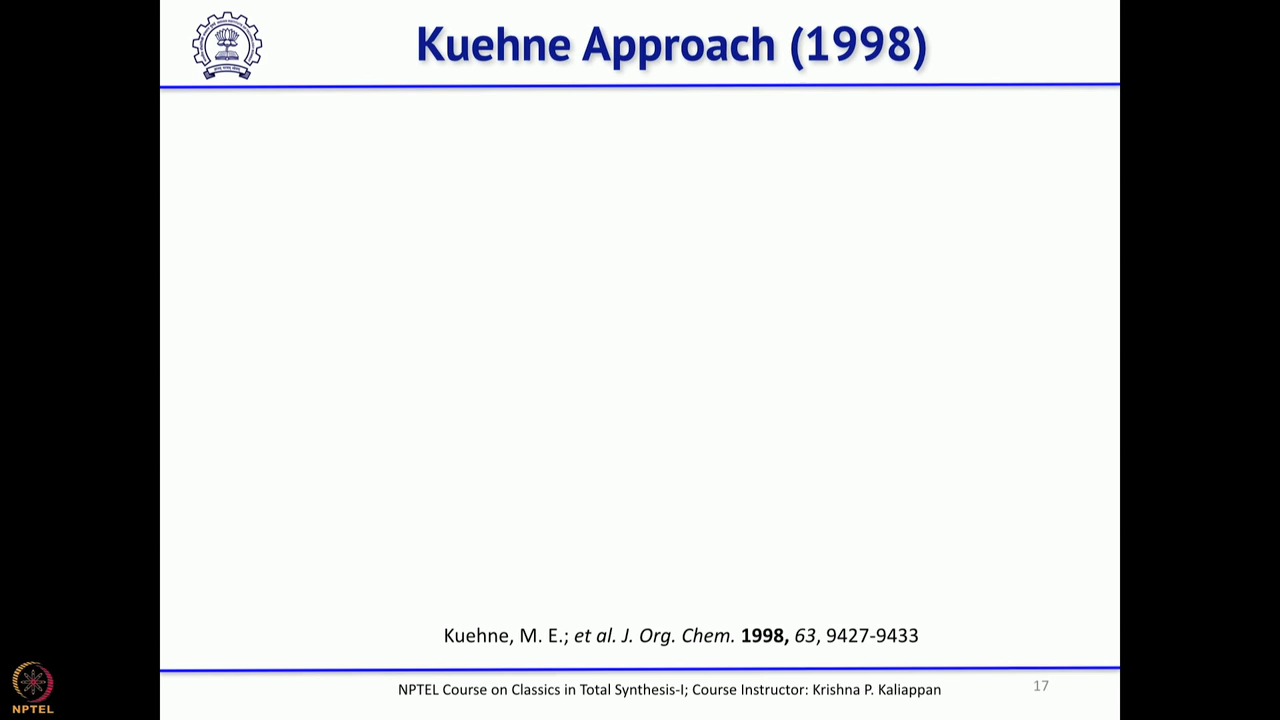 Kuehne Approach (1998)
Kuehne, M. E.; et al. J. Org. Chem. 1998, 63, 9427-9433
NPTEL Course on Classics in Total Synthesis-I; Course Instructor: Krishna P. Kaliappan
17
NPTEL